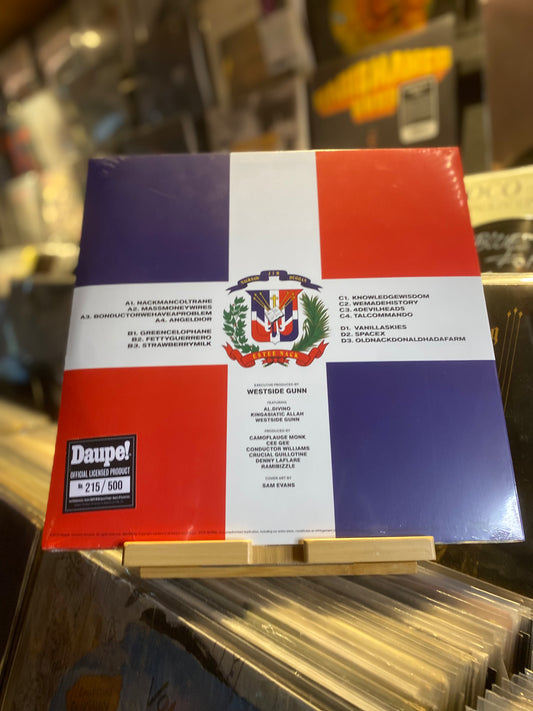 A1. NACKMANCOLTRANE
A2. MASSMONEYWIRES
A3. BONDUCTORWEHAVEAPROBLEM
A4. ANGELDIOR
B1. GREENCELOPHANE
B2. FETTYGUERRERO
B3. STRAWBERRYMILK
JIB
ESTEE NACK
C1. KNOWLEDGEWISDOM
C2. WEMADEHISTORY
C3. 4DEVILHEADS
C4. TALCOMMANDO
D1. VANILLASKIES
D2. SPACEX
D3. OLDNACKDONALDHADAFARM
EXECUTIVE PRODUCED BY
WESTSIDE GUNN
FEATURING
AL.DIVINO
KINGASIATIC ALLAH
WESTSIDE GUNN
PRODUCED BY
CAMOFLAUGE MONK
CEE GEE
CONDUCTOR WILLIAMS
CRUCIAL GUILLOTINE
DENNY LAFLARE
RAMIBIZZLE
COVER ART BY
SAM EVANS
Daupe!
OFFICIAL LICENSED PRODUCT
No. 215/500